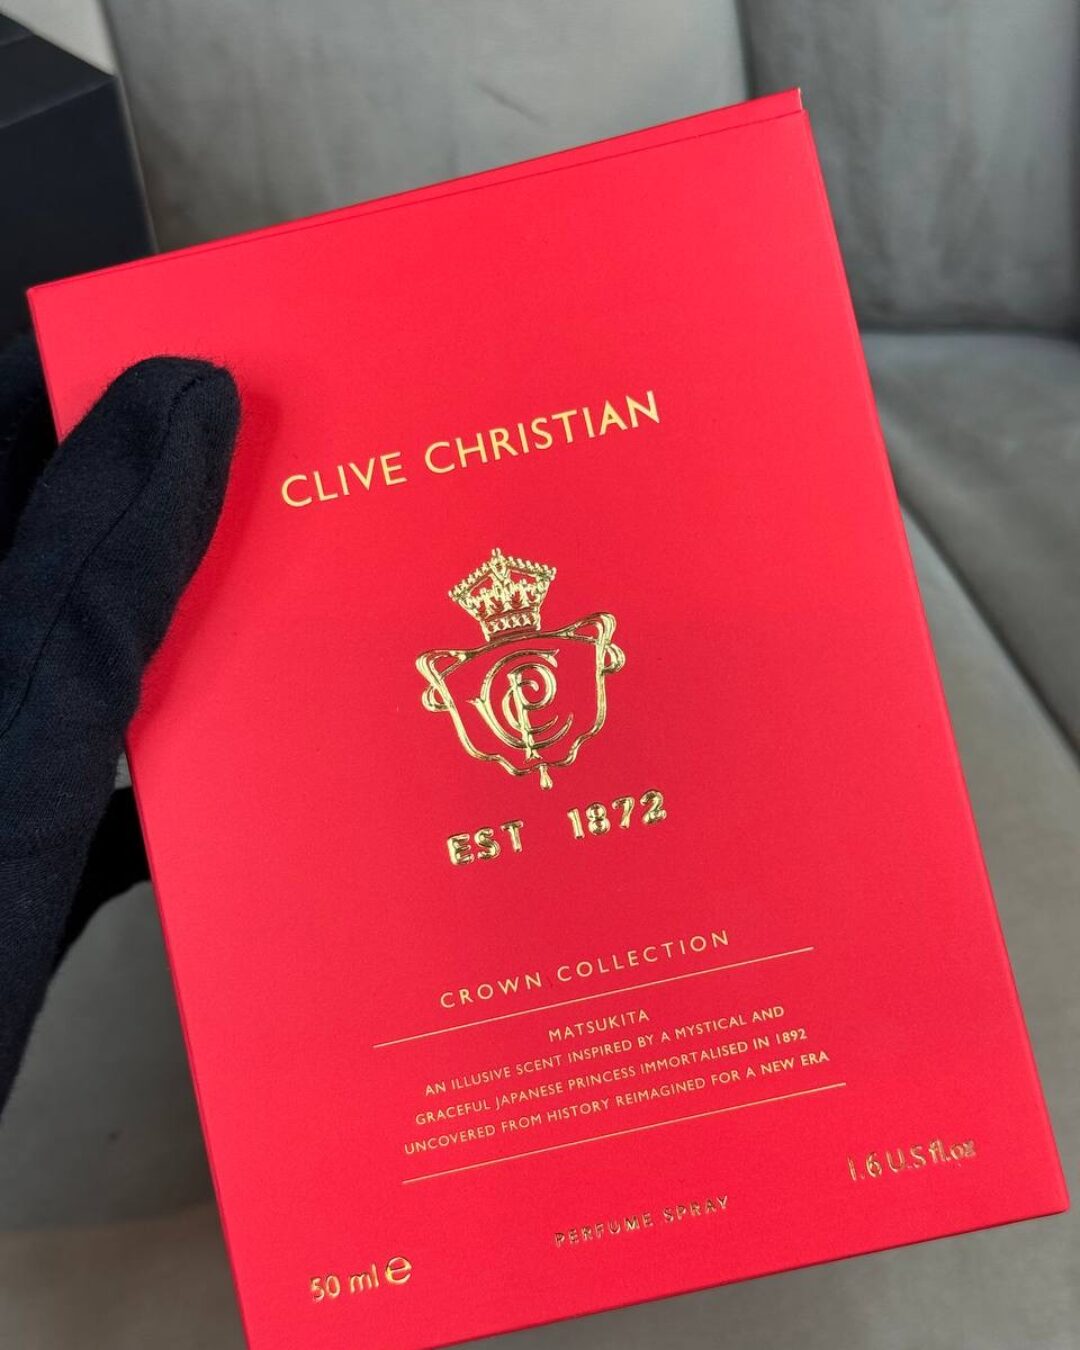 CLIVE CHRISTIAN
EST 1872
CROWN COLLECTION
MATSUKITA
AN ILLUSIVE SCENT INSPIRED BY A MYSTICAL AND
GRACEFUL JAPANESE PRINCESS IMMORTALISED IN 1892
UNCOVERED FROM HISTORY REIMAGINED FOR A NEW ERA
1.6 U.S fl.oz
PERFUME SPRAY
50 ml e